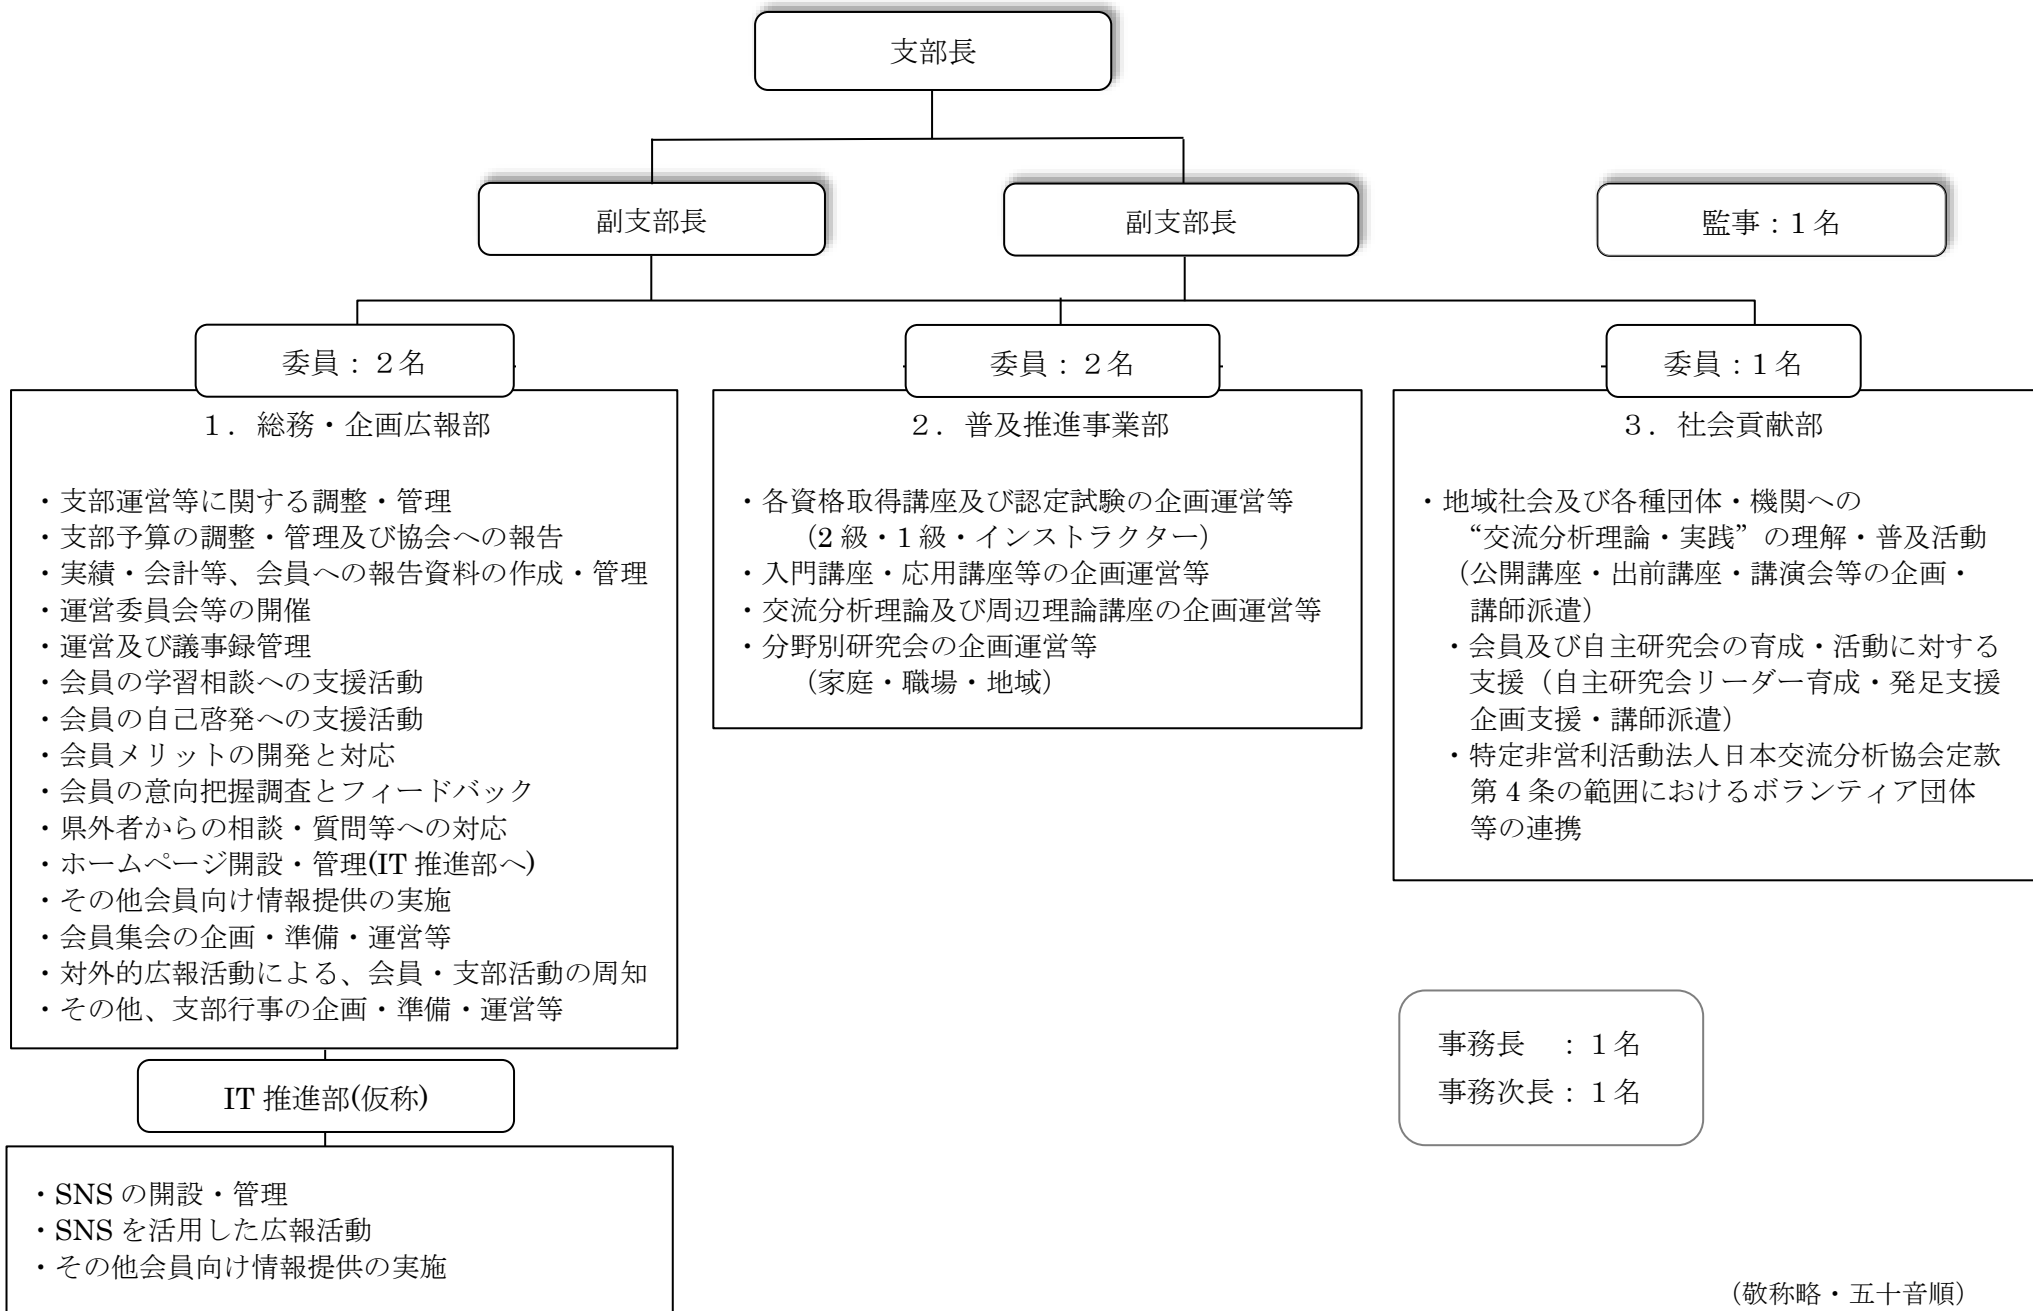 支部長
副支部長
副支部長
監事：１名
委員：２名
委員：２名
委員：１名
１．総務・企画広報部
・支部運営等に関する調整・管理
・支部予算の調整・管理及び協会への報告
・実績・会計等、会員への報告資料の作成・管理
・運営委員会等の開催
・運営及び議事録管理
・会員の学習相談への支援活動
・会員の自己啓発への支援活動
・会員メリットの開発と対応
・会員の意向把握調査とフィードバック
・県外者からの相談・質問等への対応
・ホームページ開設・管理(IT 推進部へ)
・その他会員向け情報提供の実施
・会員集会の企画・準備・運営等
・対外的広報活動による、会員・支部活動の周知
・その他、支部行事の企画・準備・運営等
２．普及推進事業部
・各資格取得講座及び認定試験の企画運営等
（2 級・1 級・インストラクター）
・入門講座・応用講座等の企画運営等
・交流分析理論及び周辺理論講座の企画運営等
・分野別研究会の企画運営等
（家庭・職場・地域）
３．社会貢献部
・地域社会及び各種団体・機関への
“交流分析理論・実践”の理解・普及活動
（公開講座・出前講座・講演会等の企画・
講師派遣）
・会員及び自主研究会の育成・活動に対する
支援（自主研究会リーダー育成・発足支援
企画支援・講師派遣）
・特定非営利活動法人日本交流分析協会定款
第 4 条の範囲におけるボランティア団体
等の連携
IT 推進部(仮称)
・SNS の開設・管理
・SNS を活用した広報活動
・その他会員向け情報提供の実施
事務長　：１名
事務次長：１名
（敬称略・五十音順）